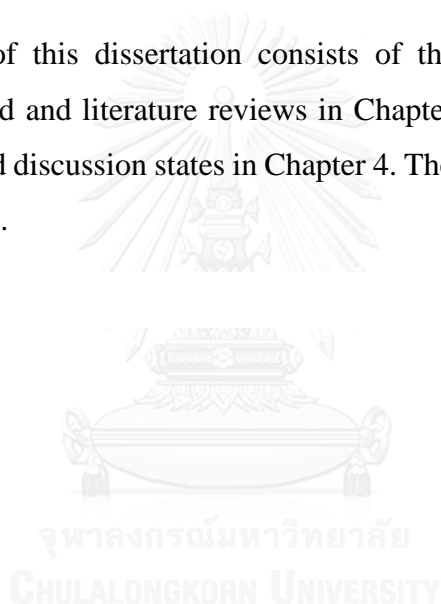 of this dissertation consists of th
d and literature reviews in Chapte
d discussion states in Chapter 4. The
.
จุฬาลงกรณ์มหาวิทยาลัย
CHULALONGKORN UNIVERSITY